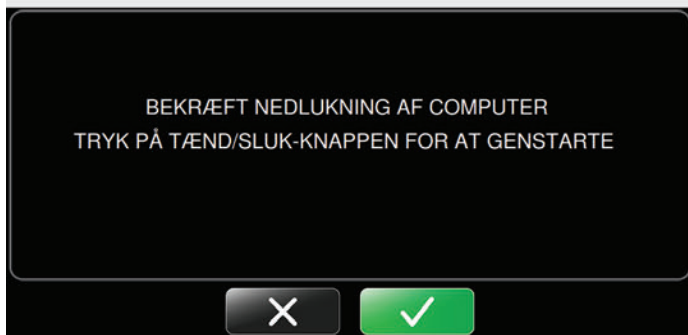 BEKRÆFT NEDLUKNING AF COMPUTER
TRYK PÅ TÆND/SLUK-KNAPPEN FOR AT GENSTARTE